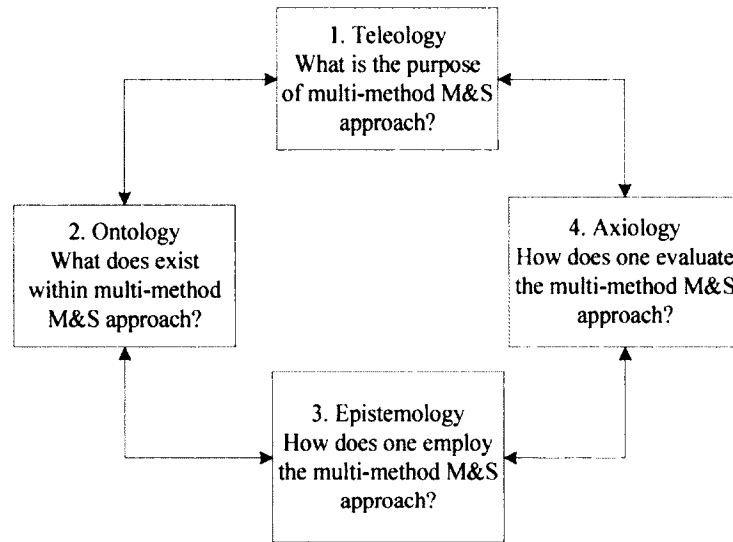 1. Teleology
What is the purpose
of multi-method M&S
approach?
2. Ontology
What does exist
within multi-method
M&S approach?
4. Axiology
How does one evaluate
the multi-method M&S
approach?
3. Epistemology
How does one employ
the multi-method M&S
approach?